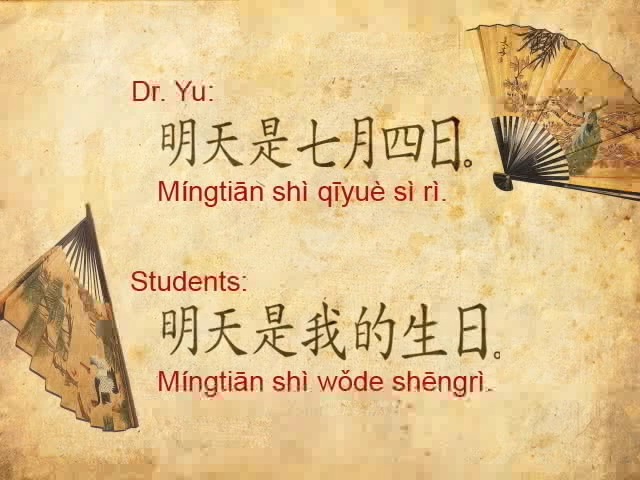 Dr. Yu:
明天是七月四日。
Míngtiān shì qīyuè sì rì.
Students:
明天是我的生日。
Míngtiān shì wǒde shēngrì.